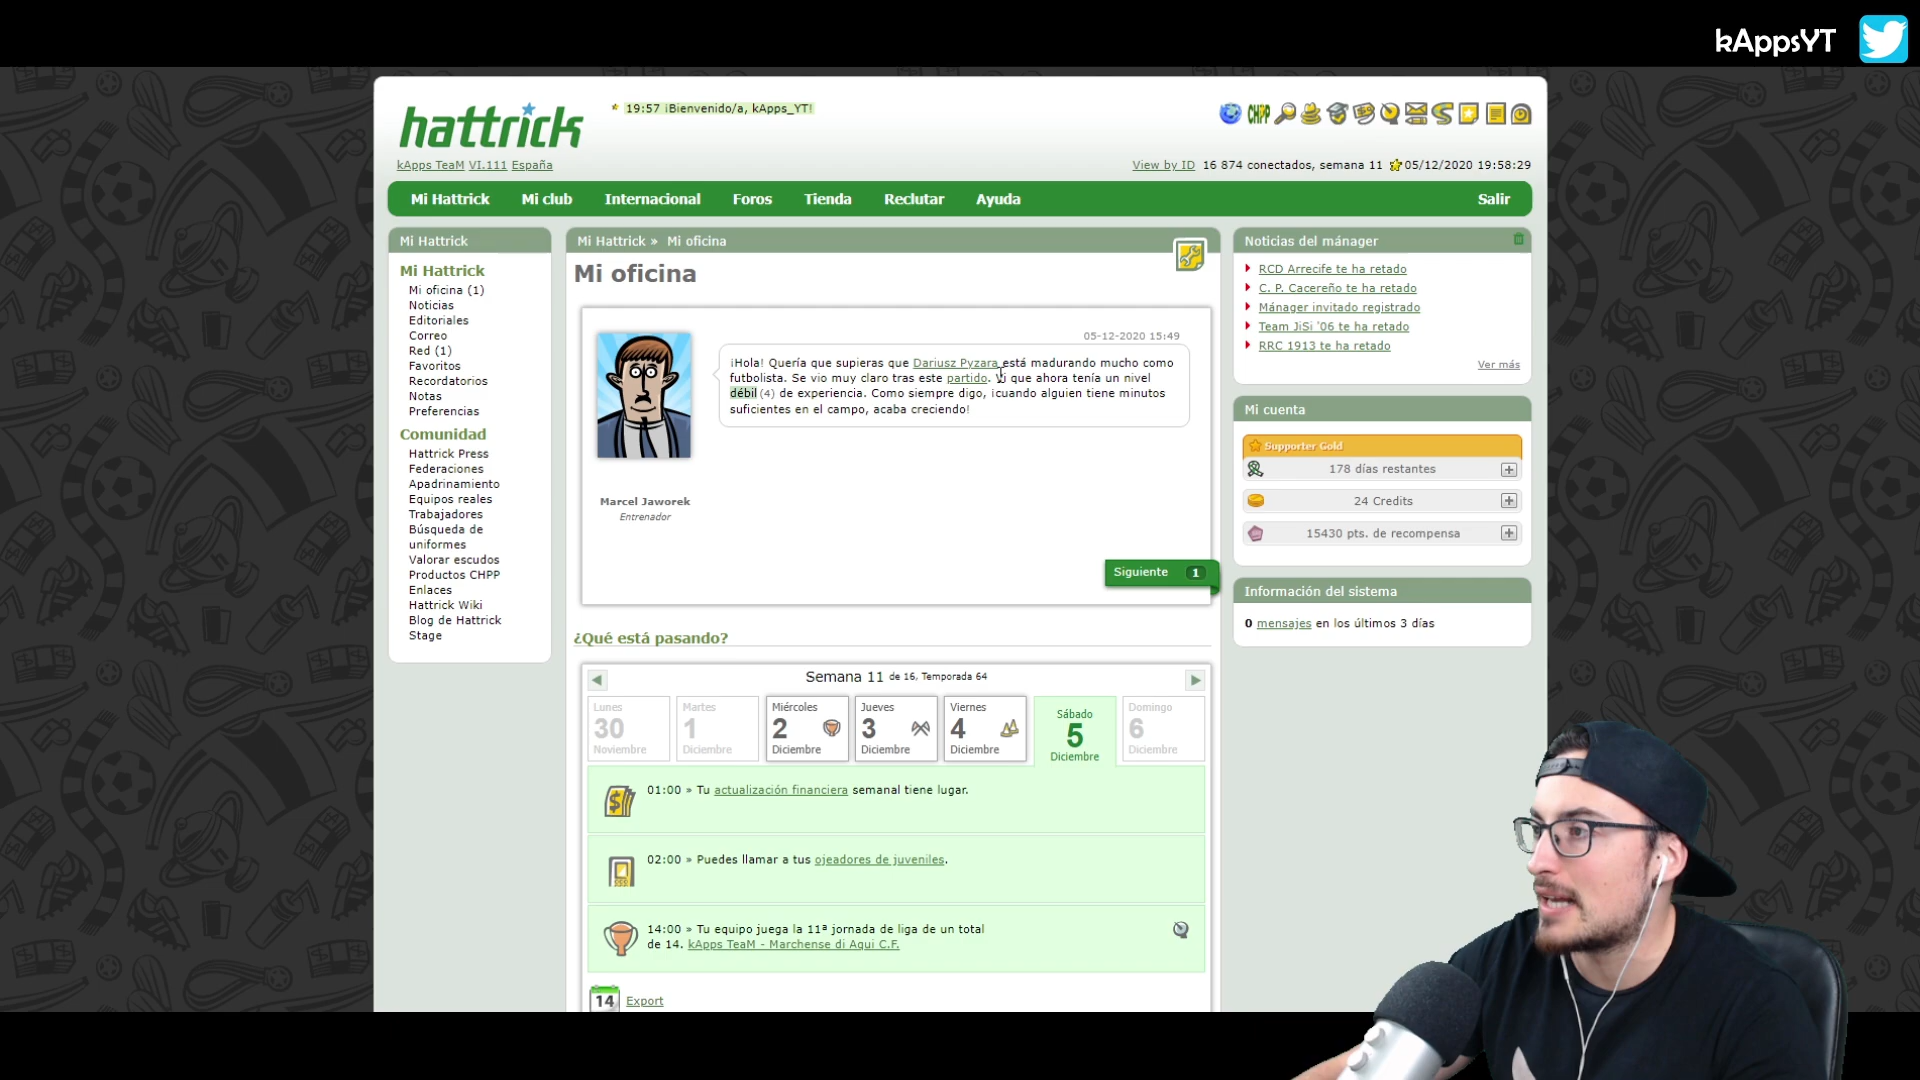 kAppsYT
hattrick
19:57 ¡Bienvenido/a, kApps_YT!
CHPP
kApps TeaM VI.111 España
View by ID 16 874 conectados, semana 11 05/12/2020 19:58:29
Mi Hattrick Mi club Internacional Foros Tienda Reclutar Ayuda Salir
Mi Hattrick
Mi Hattrick
Mi oficina (1)
Noticias
Editoriales
Correo
Red (1)
Favoritos
Recordatorios
Notas
Preferencias
Comunidad
Hattrick Press
Federaciones
Apadrinamiento
Equipos reales
Trabajadores
Búsqueda de
uniformes
Valorar escudos
Productos CHPP
Enlaces
Hattrick Wiki
Blog de Hattrick
Stage
Mi Hattrick » Mi oficina
Mi oficina
05-12-2020 15:49
¡Hola! Quería que supieras que Dariusz Pyzara está madurando mucho como
futbolista. Se vio muy claro tras este partido. Vi que ahora tenía un nivel
débil (4) de experiencia. Como siempre digo, ¡cuando alguien tiene minutos
suficientes en el campo, acaba creciendo!
Marcel Jaworek
Entrenador
Siguiente 1
¿Qué está pasando?
Semana 11 de 16, Temporada 64
Lunes
30
Noviembre
Martes
1
Diciembre
Miércoles
2
Diciembre
Jueves
3
Diciembre
Viernes
4
Diciembre
Sábado
5
Diciembre
Domingo
6
Diciembre
01:00 » Tu actualización financiera semanal tiene lugar.
02:00 » Puedes llamar a tus ojeadores de juveniles.
14:00 » Tu equipo juega la 11ª jornada de liga de un total
de 14. kApps TeaM - Marchense di Aqui C.F.
14 Export
Noticias del mánager
RCD Arrecife te ha retado
C. P. Cacereño te ha retado
Mánager invitado registrado
Team JiSi '06 te ha retado
RRC 1913 te ha retado
Ver más
Mi cuenta
Supporter Gold
178 días restantes
24 Credits
15430 pts. de recompensa
Información del sistema
0 mensajes en los últimos 3 días